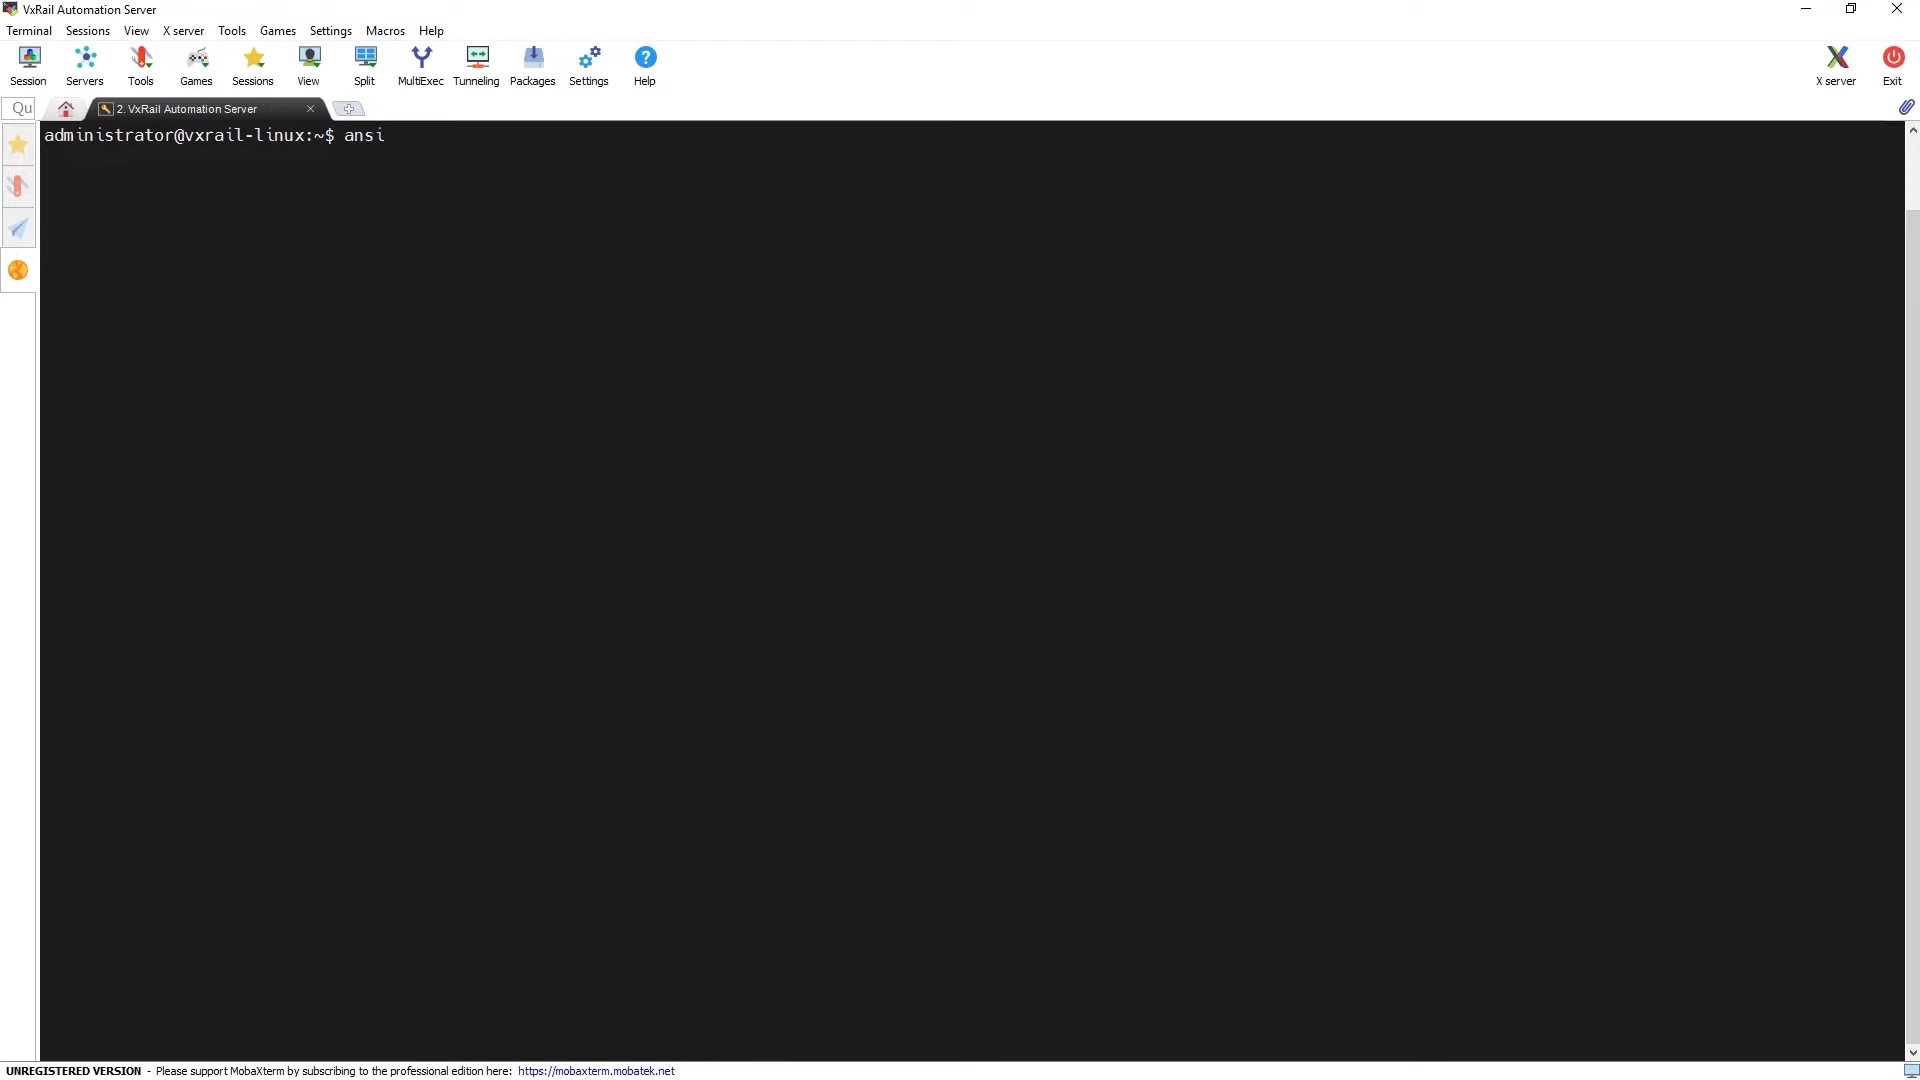 VxRail Automation Server
Terminal Sessions View X server Tools Games Settings Macros Help
Session Servers Tools Games Sessions View Split MultiExec Tunneling Packages Settings Help X server Exit
Qu 2. VxRail Automation Server
administrator@vxrail-linux:~$ ansi
UNREGISTERED VERSION - Please support MobaXterm by subscribing to the professional edition here: https://mobaxterm.mobatek.net